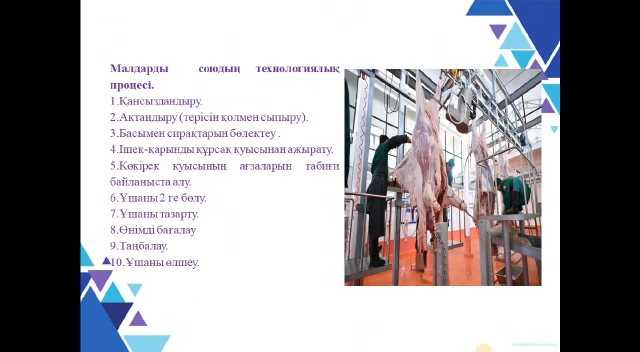 Малдарды союдың технологиялық
процесі.
1.Қансыздандыру.
2.Ақтандыру (терісін қолмен сыпыру).
3.Басымен сирақтарын бөлектеу .
4.Ішек-қарынды құрсақ қуысынан ажырату.
5.Көкірек қуысының ағзаларын табиғи
байланыста алу.
6.Ұшаны 2 ге бөлу.
7.Ұшаны тазарту.
8.Өнімді бағалау
9.Таңбалау.
10.Ұшаны өлшеу.